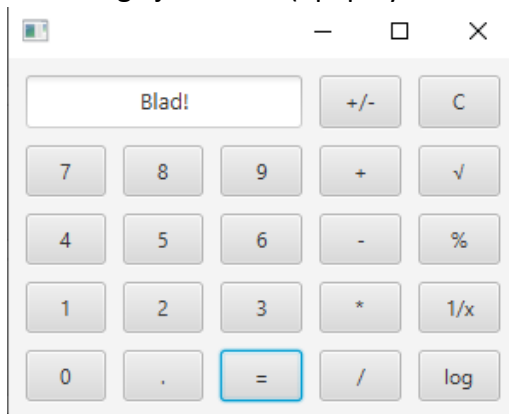 Blad! +/- C
7 8 9 + √
4 5 6 - %
1 2 3 * 1/x
0 . = / log